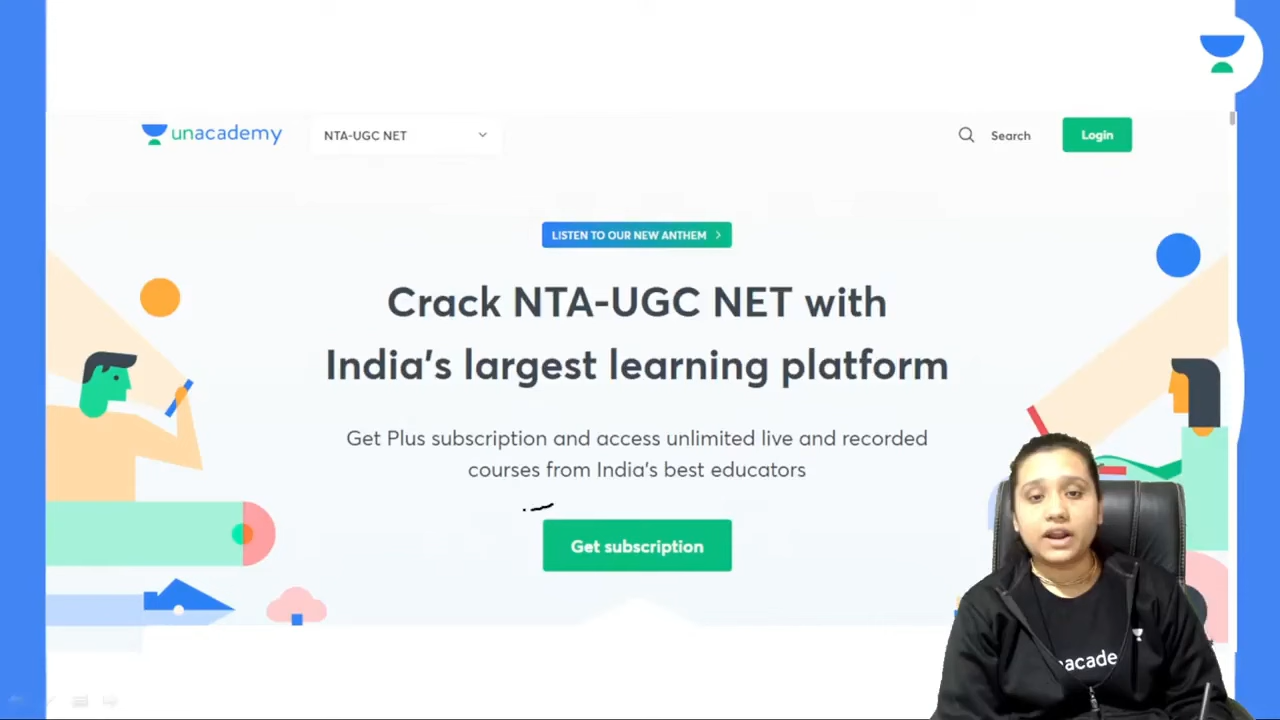 unacademy
NTA-UGC NET
Search
Login
LISTEN TO OUR NEW ANTHEM
Crack NTA-UGC NET with
India's largest learning platform
Get Plus subscription and access unlimited live and recorded
courses from India's best educators
Get subscription
nacade